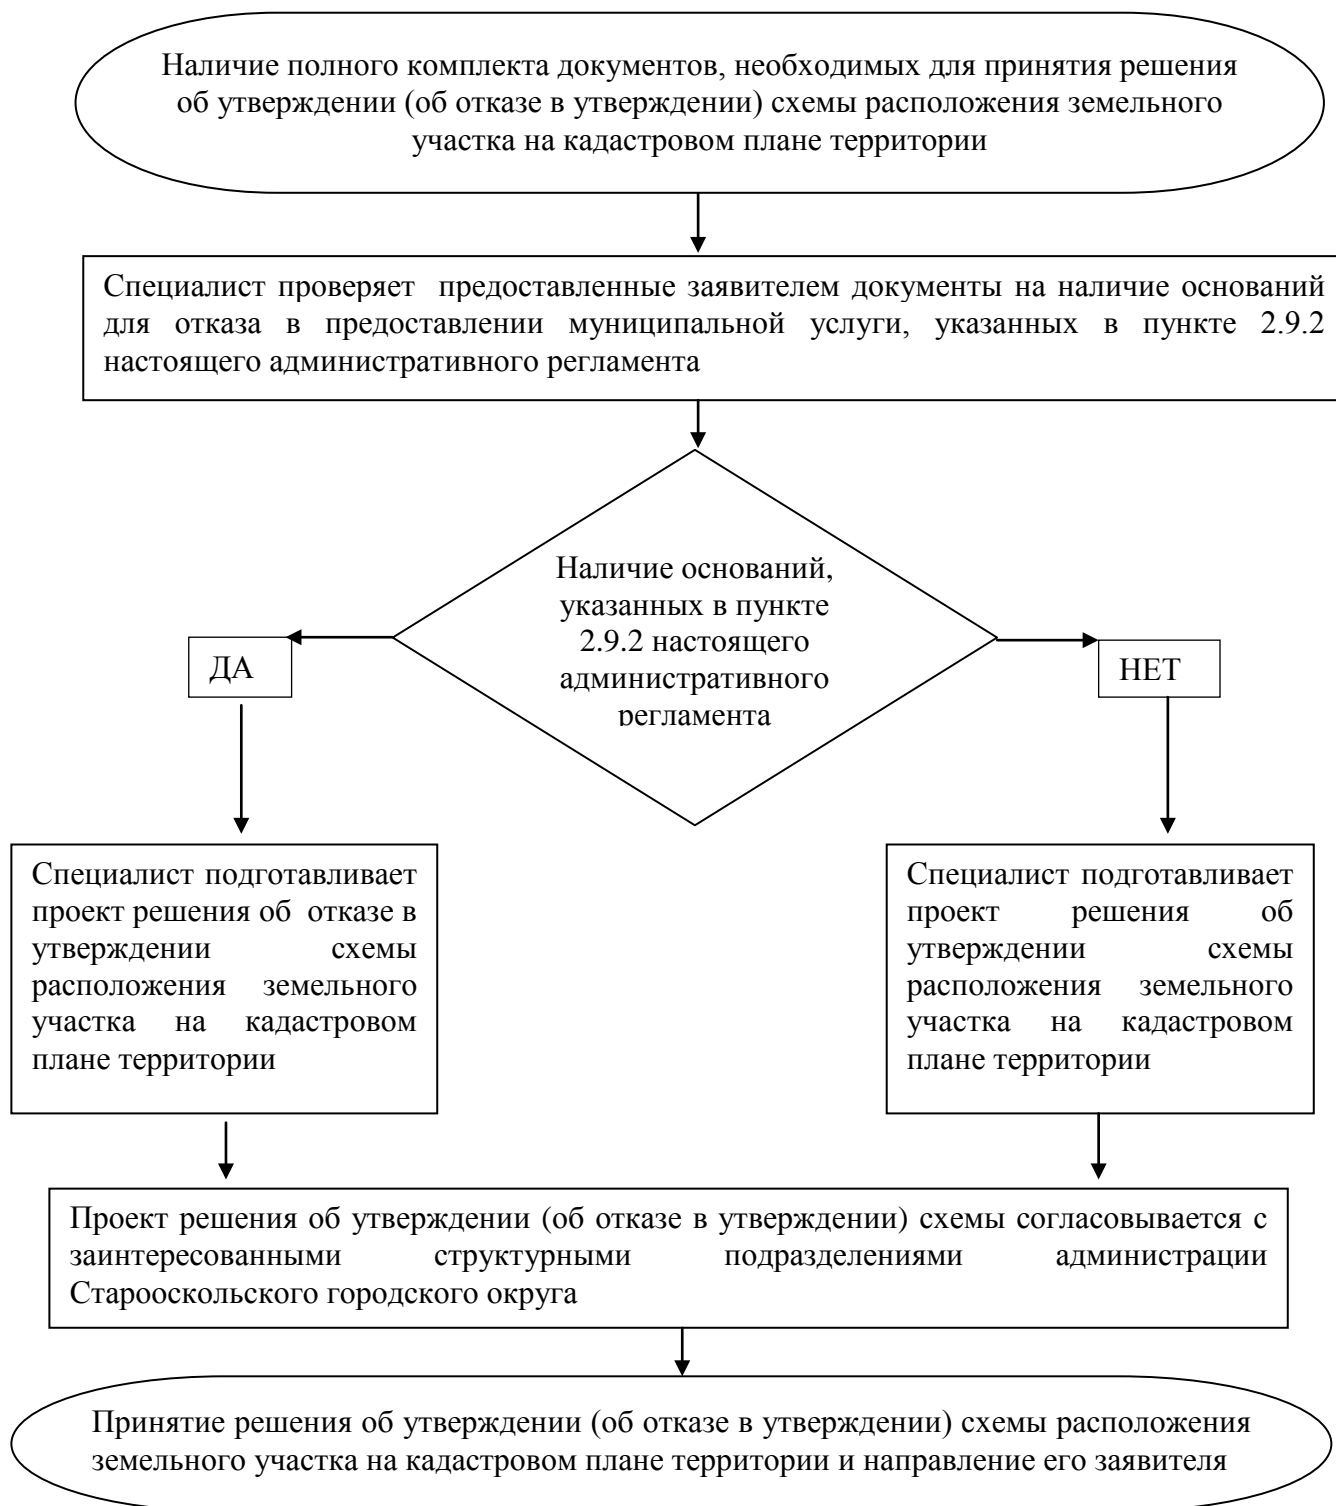 Наличие полного комплекта документов, необходимых для принятия решения
об утверждении (об отказе в утверждении) схемы расположения земельного
участка на кадастровом плане территории
Специалист проверяет предоставленные заявителем документы на наличие оснований
для отказа в предоставлении муниципальной услуги, указанных в пункте 2.9.2
настоящего административного регламента
Наличие оснований,
указанных в пункте
2.9.2 настоящего
административного
регламента
ДА
НЕТ
Специалист подготавливает
проект решения об отказе в
утверждении схемы
расположения земельного
участка на кадастровом
плане территории
Специалист подготавливает
проект решения об
утверждении схемы
расположения земельного
участка на кадастровом
плане территории
Проект решения об утверждении (об отказе в утверждении) схемы согласовывается с
заинтересованными структурными подразделениями администрации
Старооскольского городского округа
Принятие решения об утверждении (об отказе в утверждении) схемы расположения
земельного участка на кадастровом плане территории и направление его заявителя